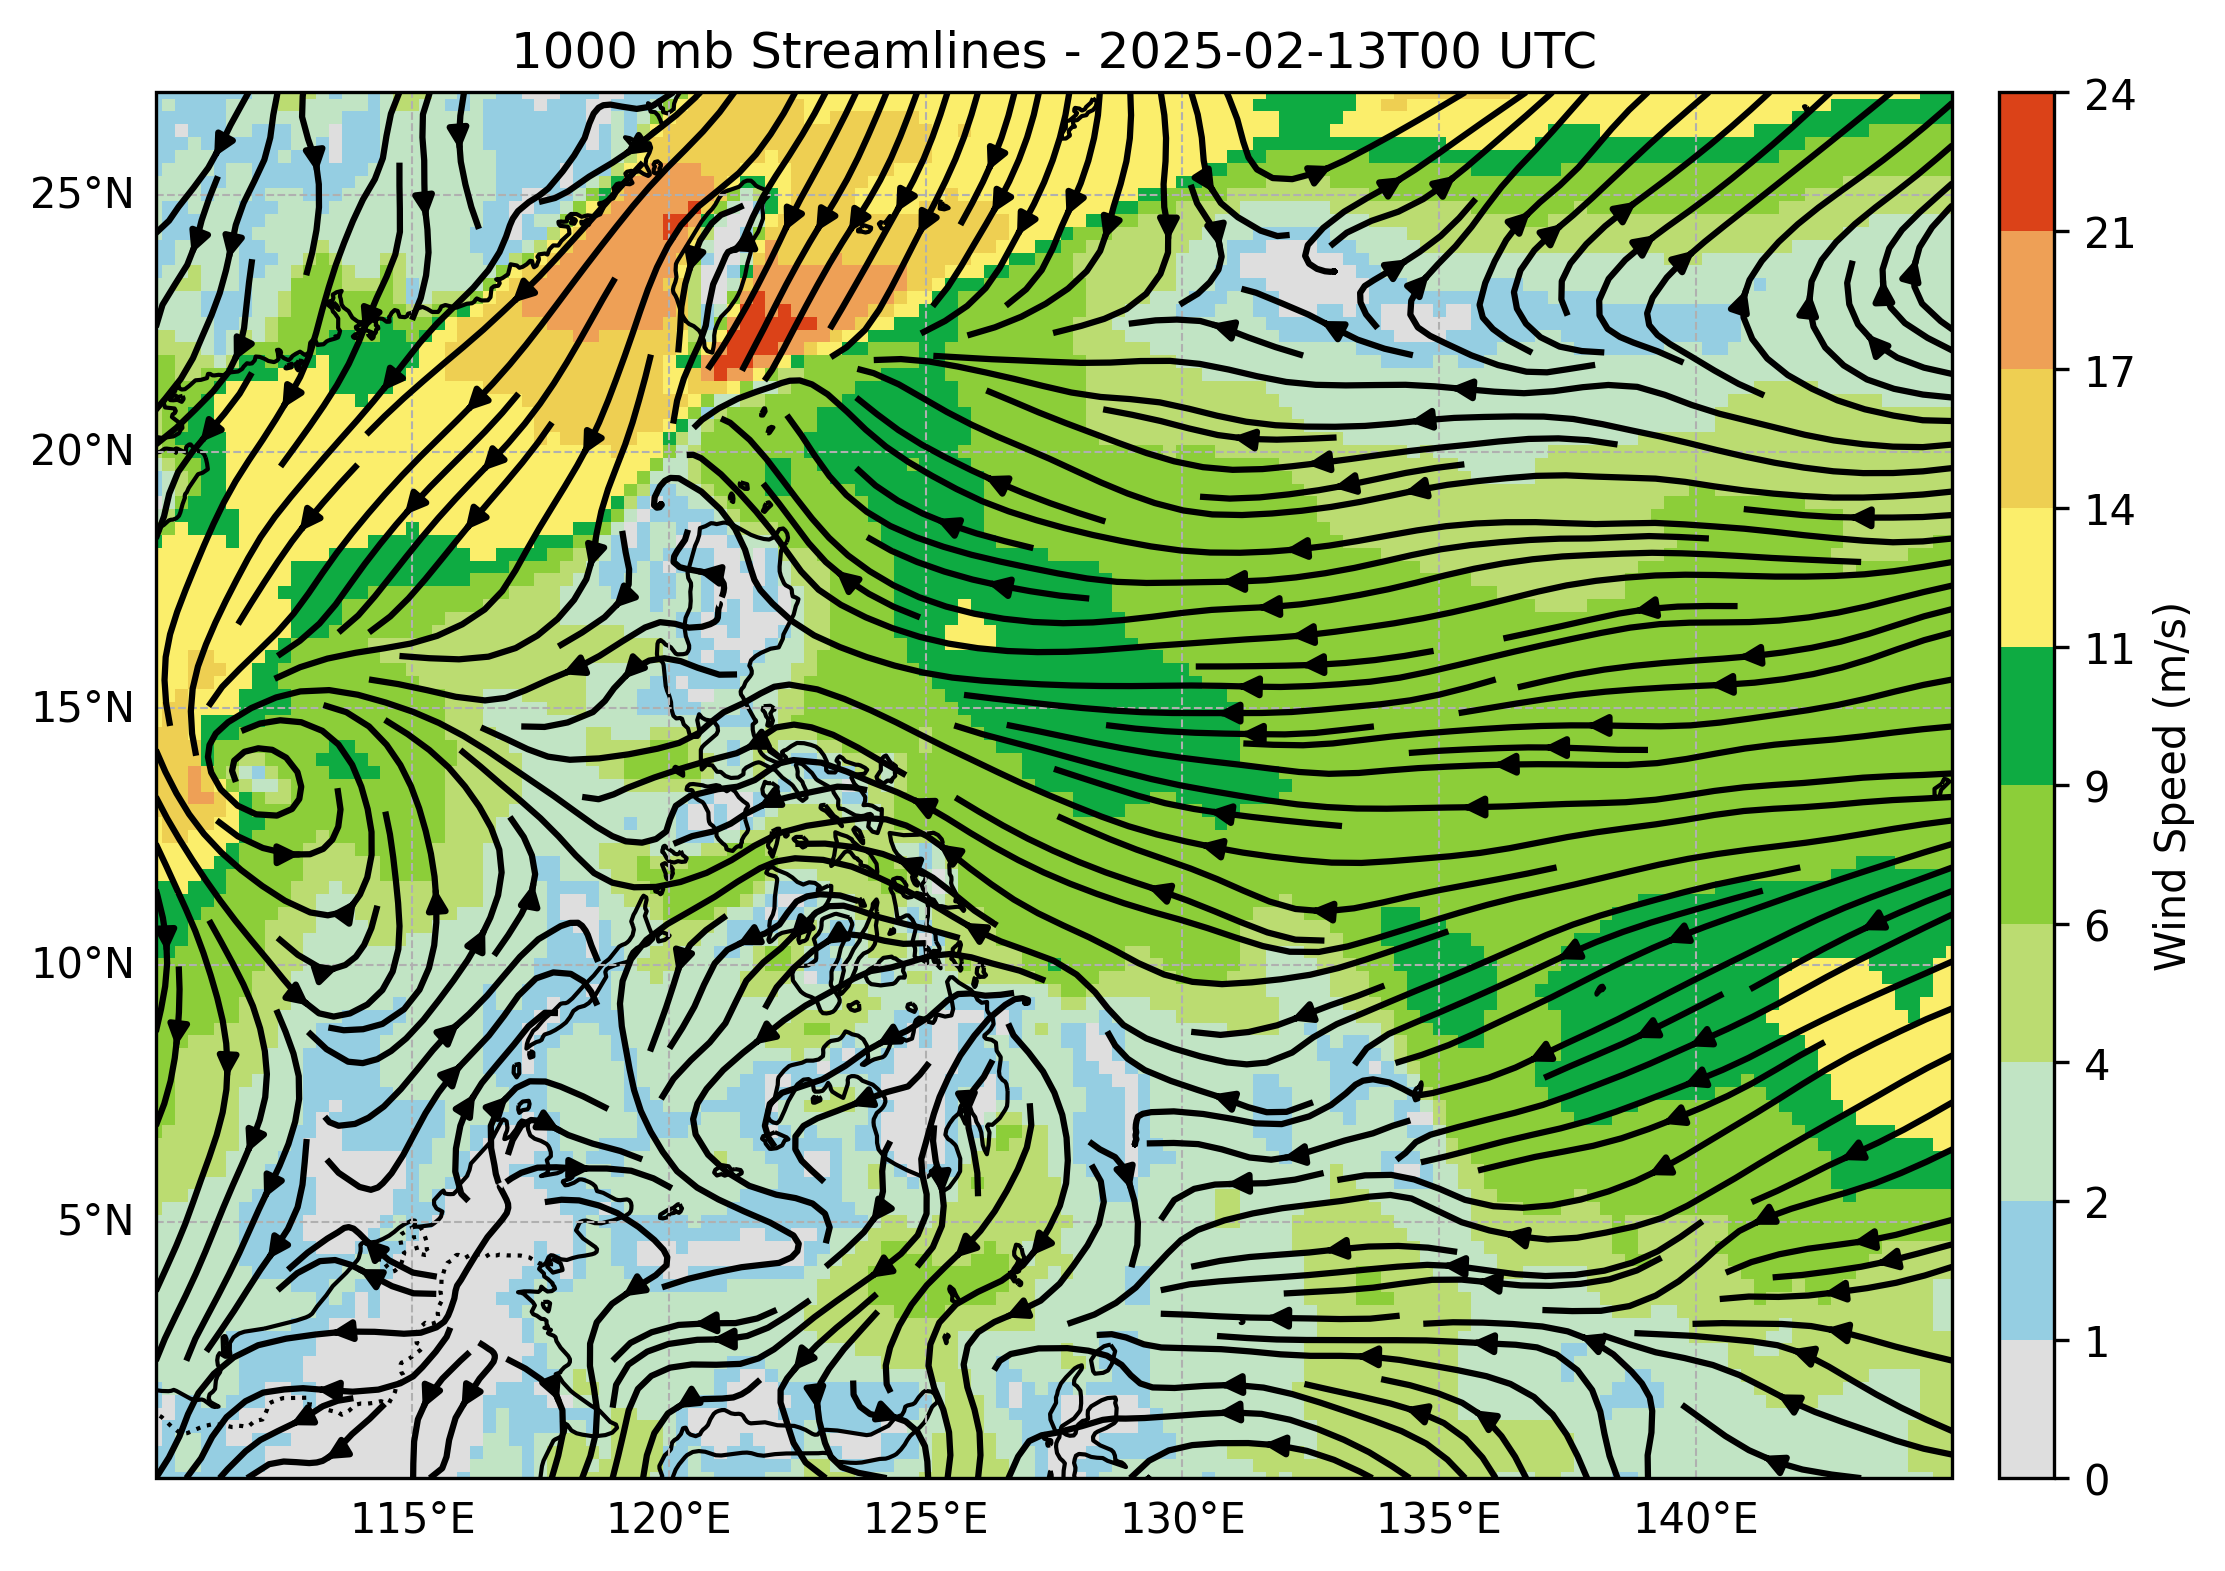 1000 mb Streamlines - 2025-02-13T00 UTC
25°N
20°N
15°N
10°N
5°N
115°E
120°E
125°E
130°E
135°E
140°E
24
21
17
14
11
9
6
4
2
1
0
Wind Speed (m/s)